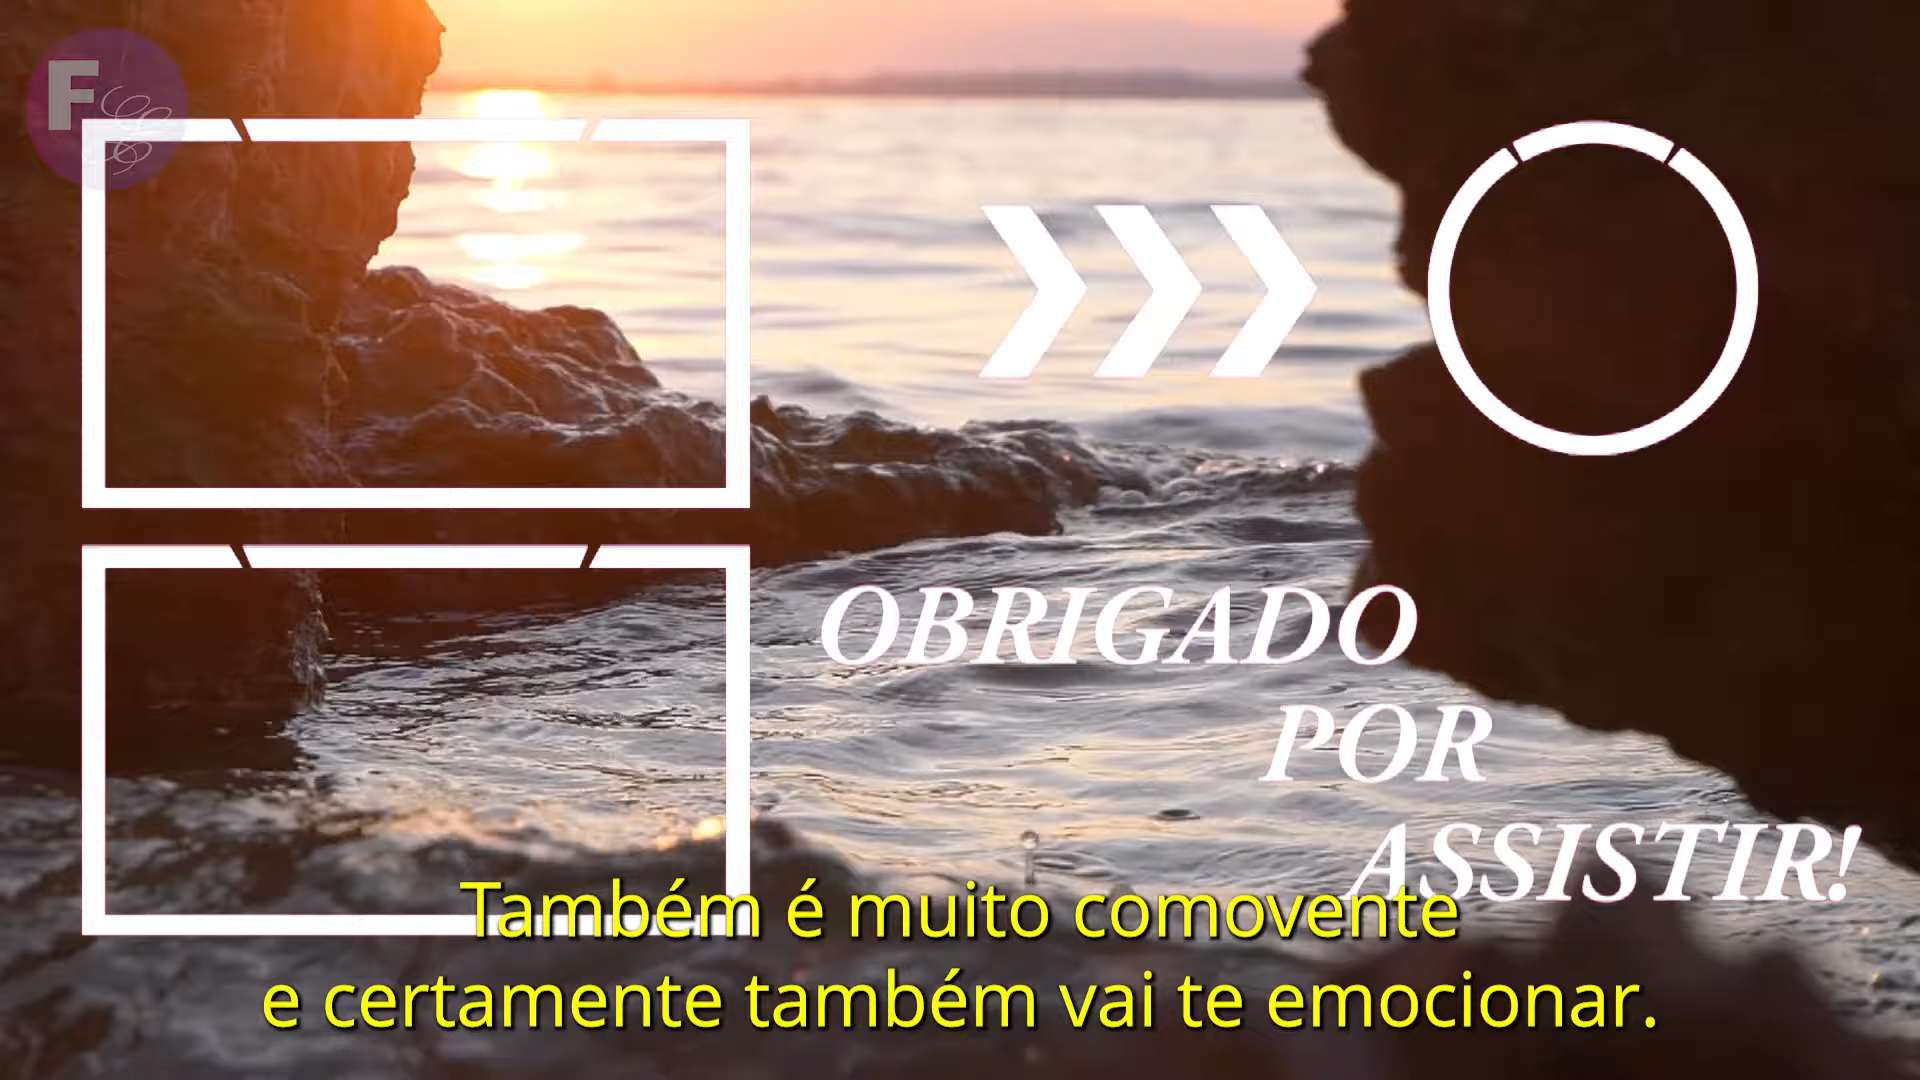 F
OBRIGADO
POR
ASSISTIR!
Também é muito comovente
e certamente também vai te emocionar.